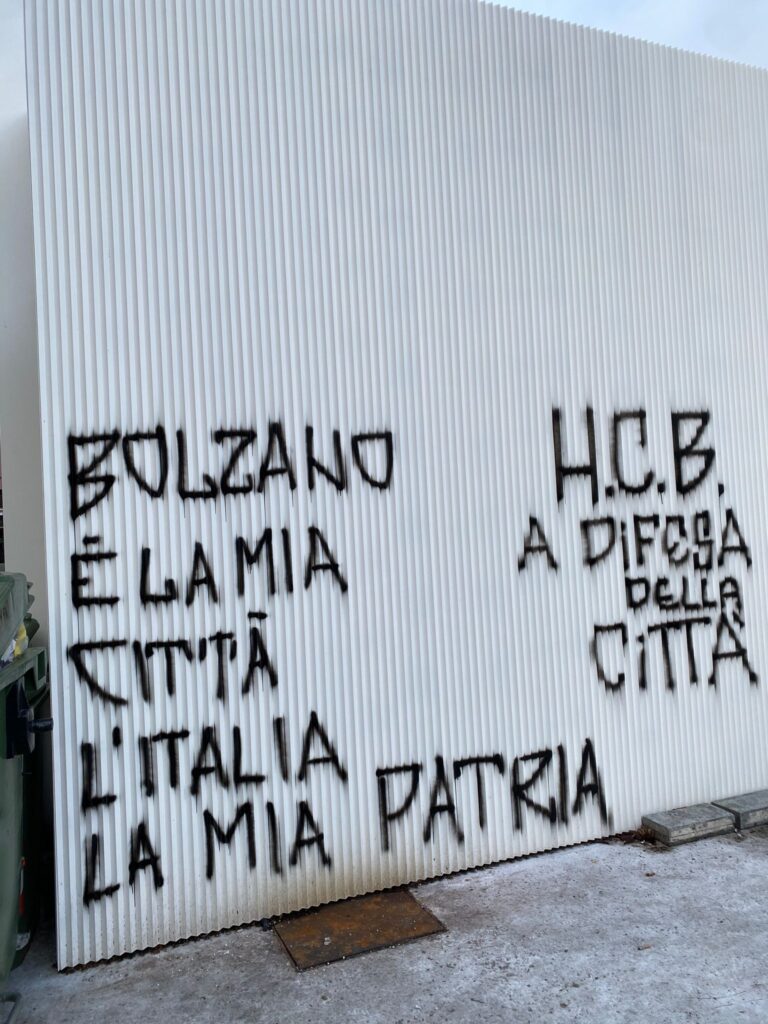 BOLZANO
È LA MIA
CITTÀ
L'ITALIA
LA MIA PATRIA
H.C.B.
A DiFESA
DELLA
CiTTÀ